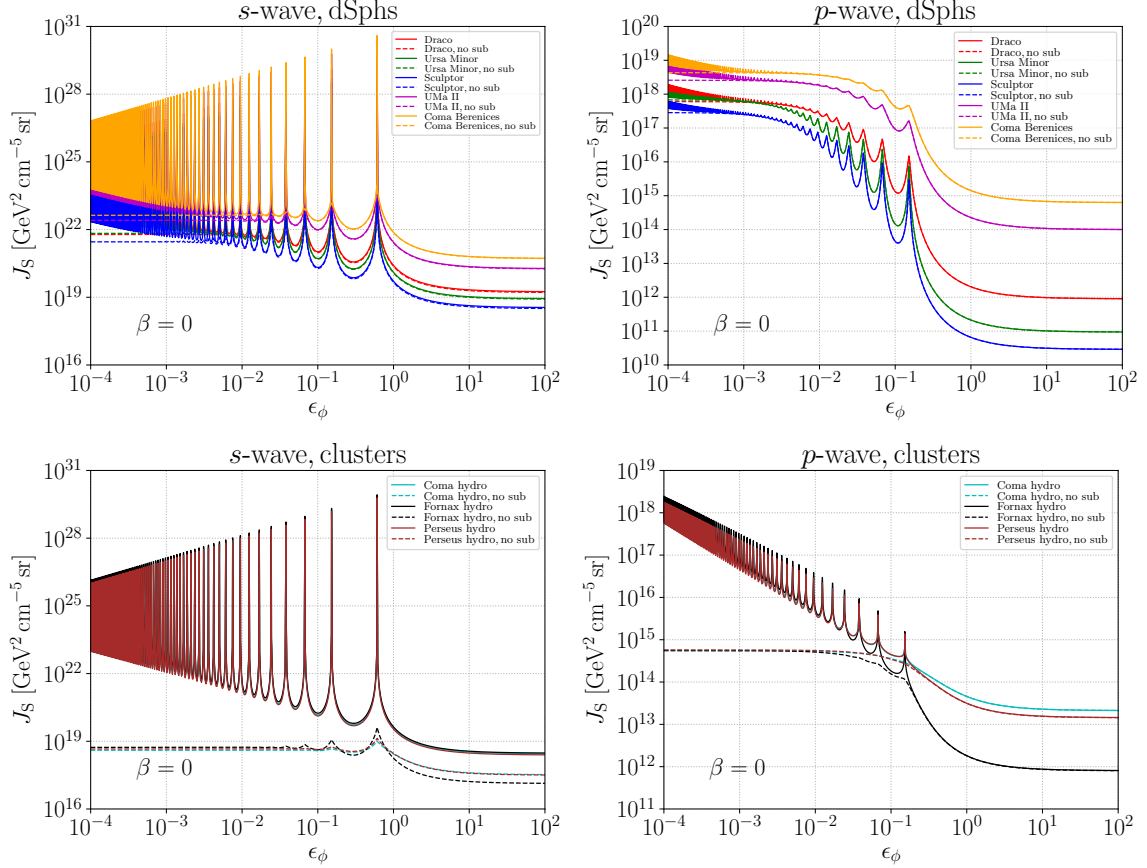 s-wave, dSphs
10^31
10^28
10^25
10^22
10^19
10^16
J_S [GeV^2 cm^−5 sr]
Draco
Draco, no sub
Ursa Minor
Ursa Minor, no sub
Sculptor
Sculptor, no sub
UMa II
UMa II, no sub
Coma Berenices
Coma Berenices, no sub
β = 0
10^−4 10^−3 10^−2 10^−1 10^0 10^1 10^2
ϵ_ϕ
p-wave, dSphs
10^20
10^19
10^18
10^17
10^16
10^15
10^14
10^13
10^12
10^11
10^10
J_S [GeV^2 cm^−5 sr]
Draco
Draco, no sub
Ursa Minor
Ursa Minor, no sub
Sculptor
Sculptor, no sub
UMa II
UMa II, no sub
Coma Berenices
Coma Berenices, no sub
β = 0
10^−4 10^−3 10^−2 10^−1 10^0 10^1 10^2
ϵ_ϕ
s-wave, clusters
10^31
10^28
10^25
10^22
10^19
10^16
J_S [GeV^2 cm^−5 sr]
Coma hydro
Coma hydro, no sub
Fornax hydro
Fornax hydro, no sub
Perseus hydro
Perseus hydro, no sub
β = 0
10^−4 10^−3 10^−2 10^−1 10^0 10^1 10^2
ϵ_ϕ
p-wave, clusters
10^19
10^18
10^17
10^16
10^15
10^14
10^13
10^12
10^11
J_S [GeV^2 cm^−5 sr]
Coma hydro
Coma hydro, no sub
Fornax hydro
Fornax hydro, no sub
Perseus hydro
Perseus hydro, no sub
β = 0
10^−4 10^−3 10^−2 10^−1 10^0 10^1 10^2
ϵ_ϕ